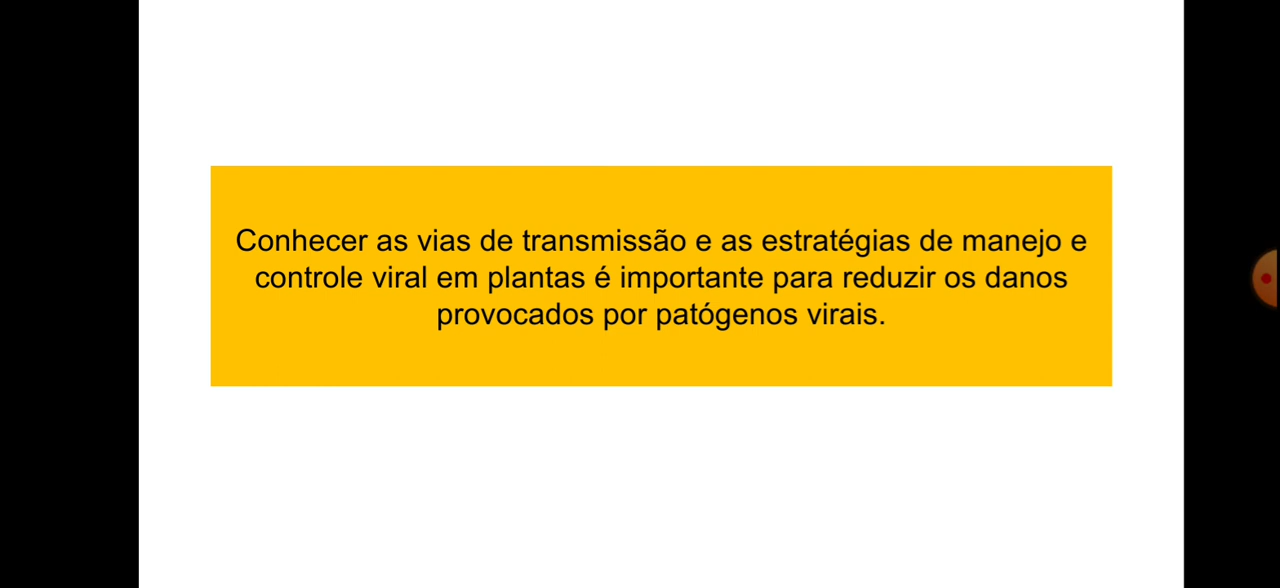 Conhecer as vias de transmissão e as estratégias de manejo e
controle viral em plantas é importante para reduzir os danos
provocados por patógenos virais.